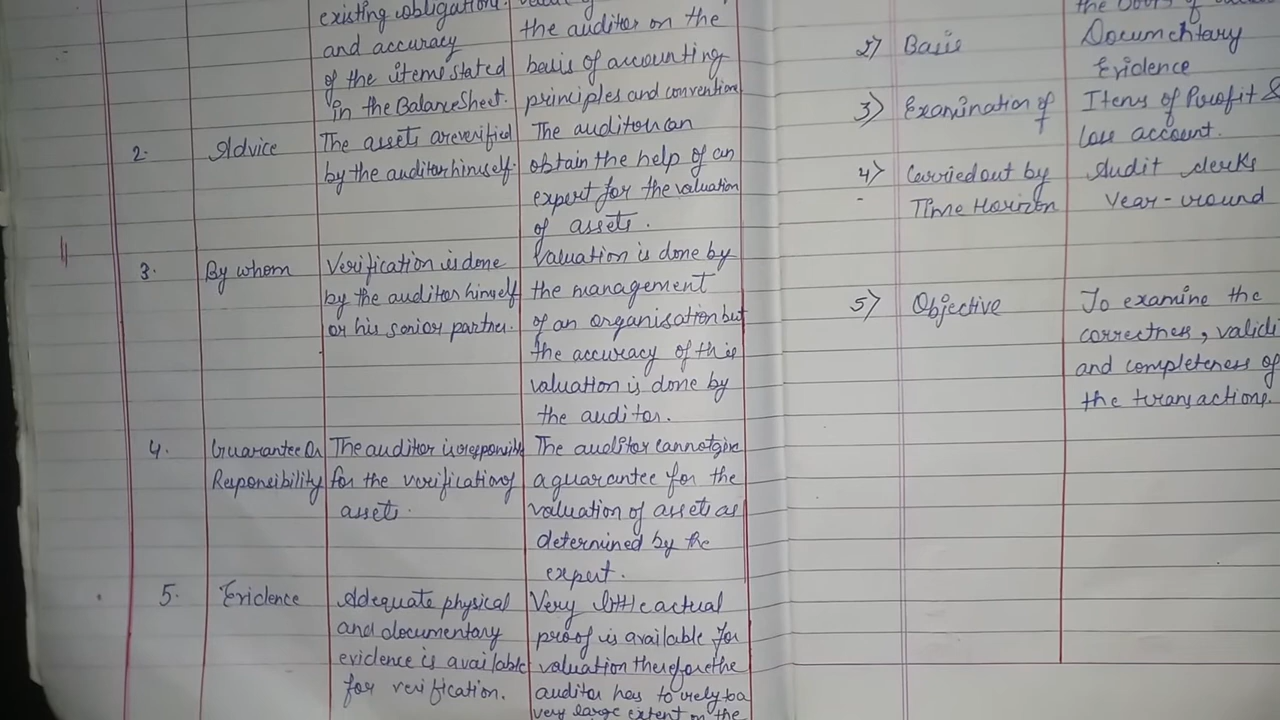 existing obligations
and accuracy
of the items stated
in the BalanceSheet.
the auditor on the
basis of accounting
principles and convention
2. Advice
The assets are verified
by the auditor himself.
The auditor can
obtain the help of an
expert for the valuation
of assets.
3. By whom
Verification is done
by the auditor himself
or his senior partner.
Valuation is done by
the management
of an organisation but
the accuracy of this
valuation is done by
the auditor.
4. Guarantee Or
Responsibility
The auditor is responsible
for the verification of
assets.
The auditor cannot give
a guarantee for the
valuation of assets as
determined by the
expert.
5. Evidence
Adequate physical
and documentary
evidence is available
for verification.
Very little actual
proof is available for
valuation therefore the
auditor has to rely to a
very large extent on the
2) Basis
Documentary
Evidence
3) Examination of
Items of Profit &
Loss account.
4) Carried out by
Audit clerks
Time Horizon
Year-round
5) Objective
To examine the
correctness, validi
and completeness of
the transactions.